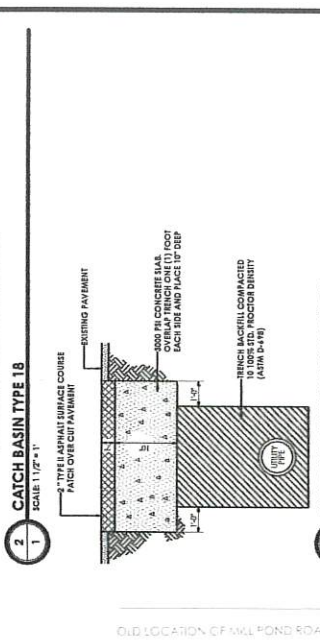 2
1
CATCH BASIN TYPE 18
SCALE: 1 1/2" = 1'
2" TYPE II ASPHALT SURFACE COURSE
PATCH OVER CUT PAVEMENT
EXISTING PAVEMENT
3000 PSI CONCRETE SLAB.
OVERLAP TRENCH ONE (1) FOOT
EACH SIDE AND PLACE 10" DEEP
10"
1'-0"
1'-0"
TRENCH BACKFILL COMPACTED
TO 100% STD. PROCTOR DENSITY
(ASTM D-698)
UTILITY
PIPE
OLD LOCATION OF MILL POND ROA